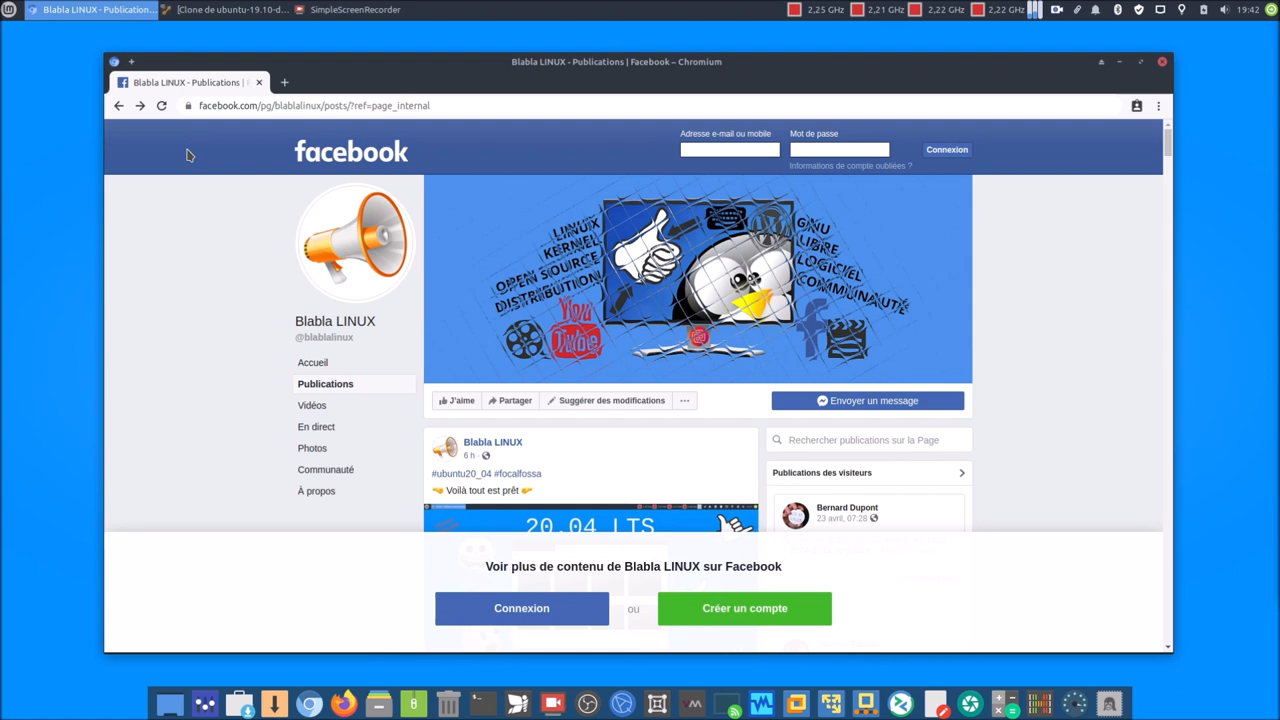 Blabla LINUX - Publications...
[Clone de ubuntu-19.10-d...
SimpleScreenRecorder
2,25 GHz
2,21 GHz
2,22 GHz
2,22 GHz
19:42
Blabla LINUX - Publications | Facebook – Chromium
Blabla LINUX - Publications |
facebook.com/pg/blablalinux/posts/?ref=page_internal
facebook
Adresse e-mail ou mobile
Mot de passe
Connexion
Informations de compte oubliées ?
LINUX
KERNEL
OPEN SOURCE
DISTRIBUTION
GNU
LIBRE
LOGICIEL
COMMUNAUTÉ
You
Tube
Blabla LINUX
@blablalinux
Accueil
Publications
Vidéos
En direct
Photos
Communauté
À propos
J'aime
Partager
Suggérer des modifications
Envoyer un message
Blabla LINUX
6 h
#ubuntu20_04 #focalfossa
Voilà tout est prêt
20.04 LTS
Rechercher publications sur la Page
Publications des visiteurs
Bernard Dupont
23 avril, 07:28
Voir plus de contenu de Blabla LINUX sur Facebook
Connexion
ou
Créer un compte